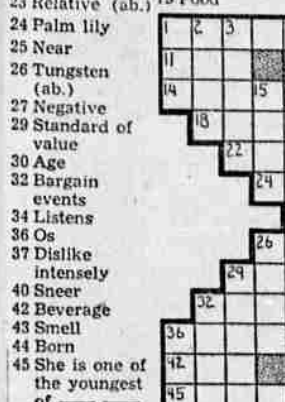 23 Relative (ab.)
24 Palm lily
25 Near
26 Tungsten
(ab.)
27 Negative
29 Standard of
value
30 Age
32 Bargain
events
34 Listens
36 Os
37 Dislike
intensely
40 Sneer
42 Beverage
43 Smell
44 Born
45 She is one of
the youngest
of
13 Food
1 2 3
11
14 15
18
22
24
26
29
32
36
42
45